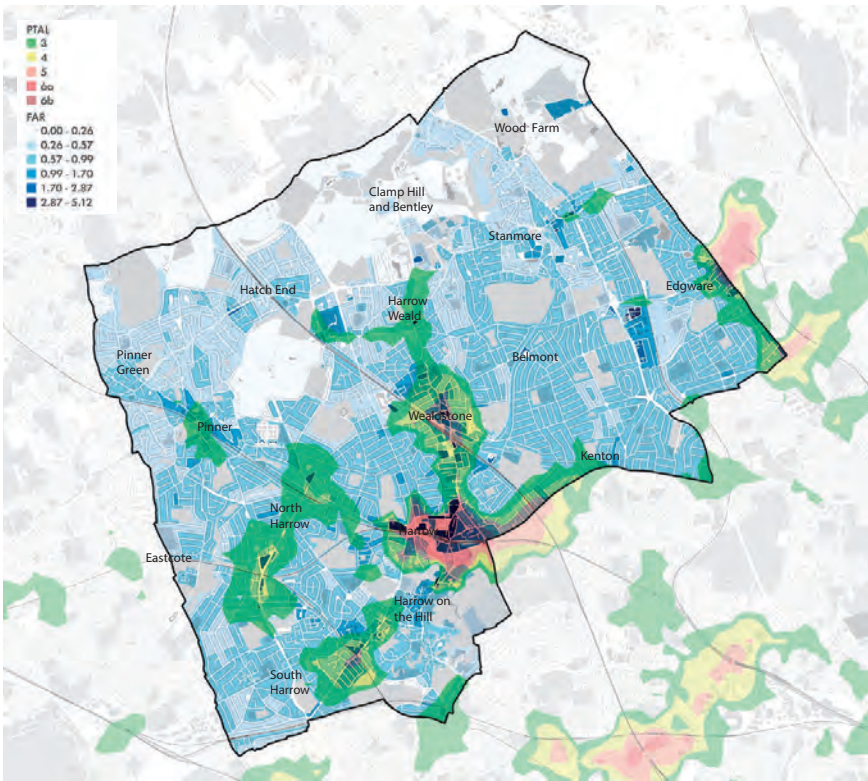 PTAL
3
4
5
6a
6b
FAR
0.00 - 0.26
0.26 - 0.57
0.57 - 0.99
0.99 - 1.70
1.70 - 2.87
2.87 - 5.12
Wood Farm
Clamp Hill
and Bentley
Stanmore
Edgware
Hatch End
Harrow
Weald
Pinner
Green
Belmont
Wealdstone
Pinner
Kenton
North
Harrow
Harrow
Eastcote
Harrow on
the Hill
South
Harrow